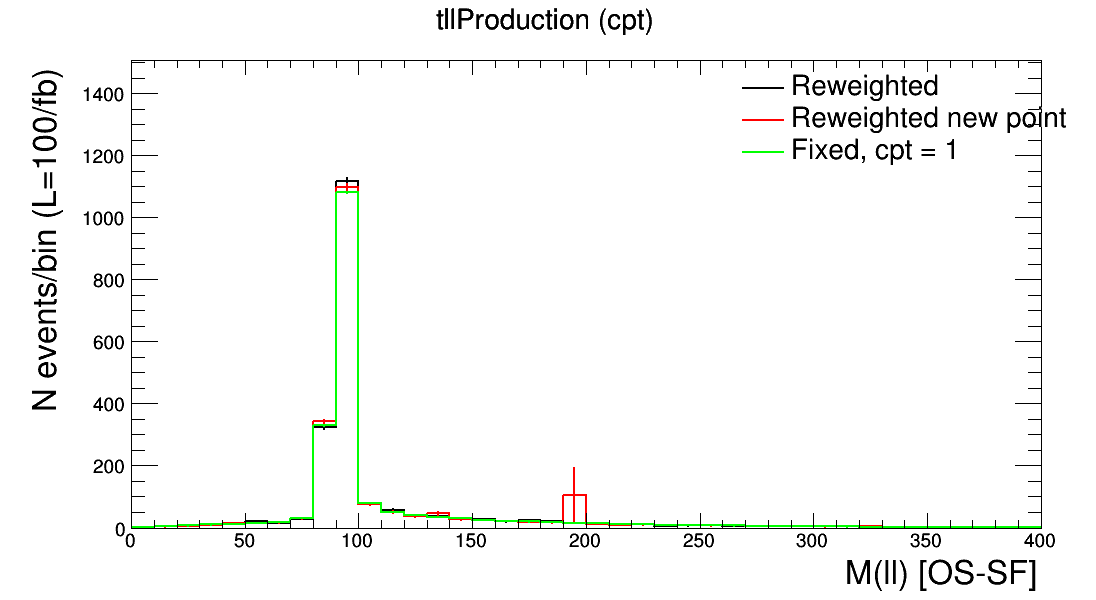 tllProduction (cpt)
N events/bin (L=100/fb)
1400
1200
1000
800
600
400
200
0
Reweighted
Reweighted new point
Fixed, cpt = 1
0 50 100 150 200 250 300 350 400
M(ll) [OS-SF]